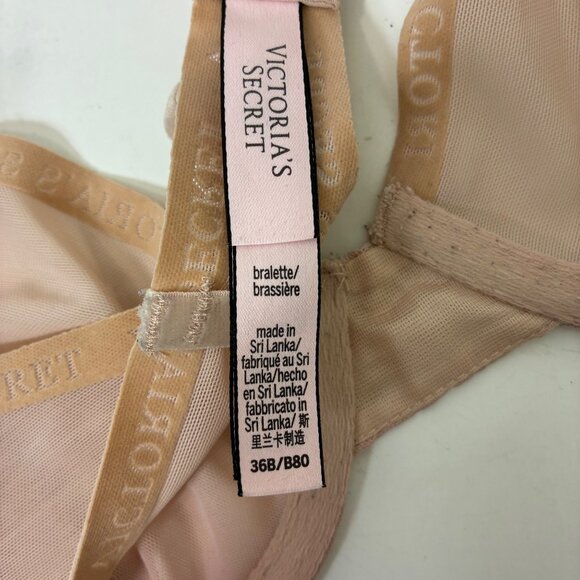 VICTORIA'S
SECRET
bralette/
brassière
made in
Sri Lanka/
fabriqué au Sri
Lanka/hecho
en Sri Lanka/
fabbricato in
Sri Lanka/ 斯
里兰卡制造
36B/B80